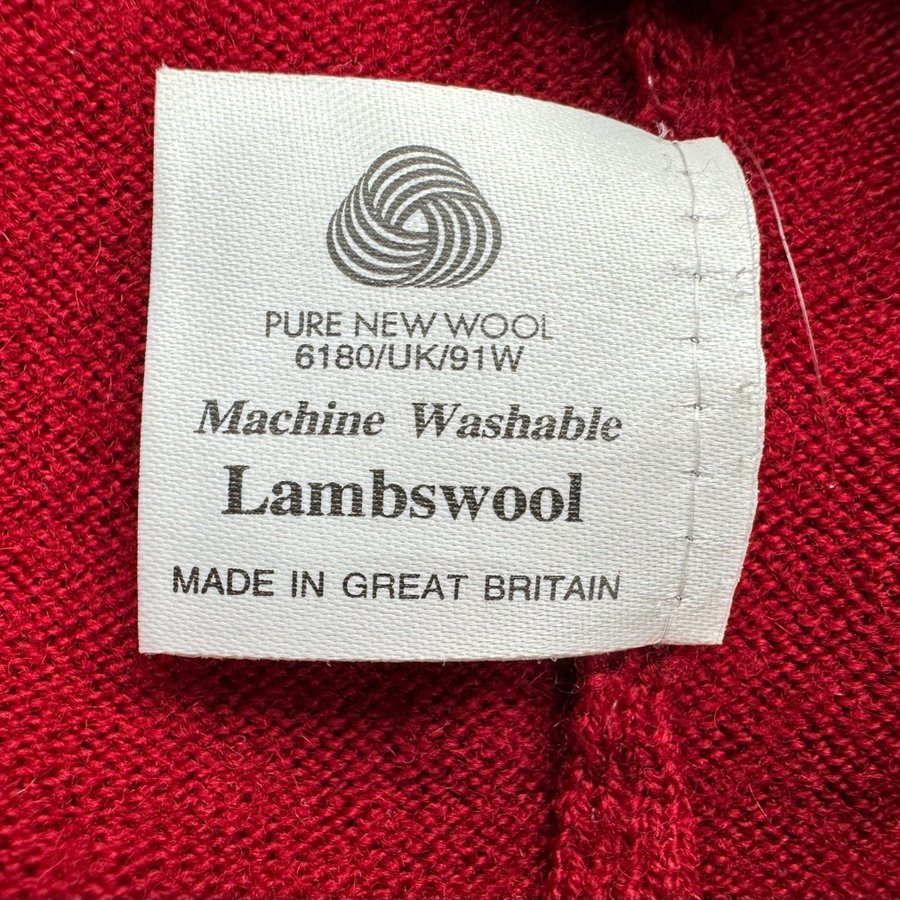 PURE NEW WOOL
6180/UK/91W
Machine Washable
Lambswool
MADE IN GREAT BRITAIN